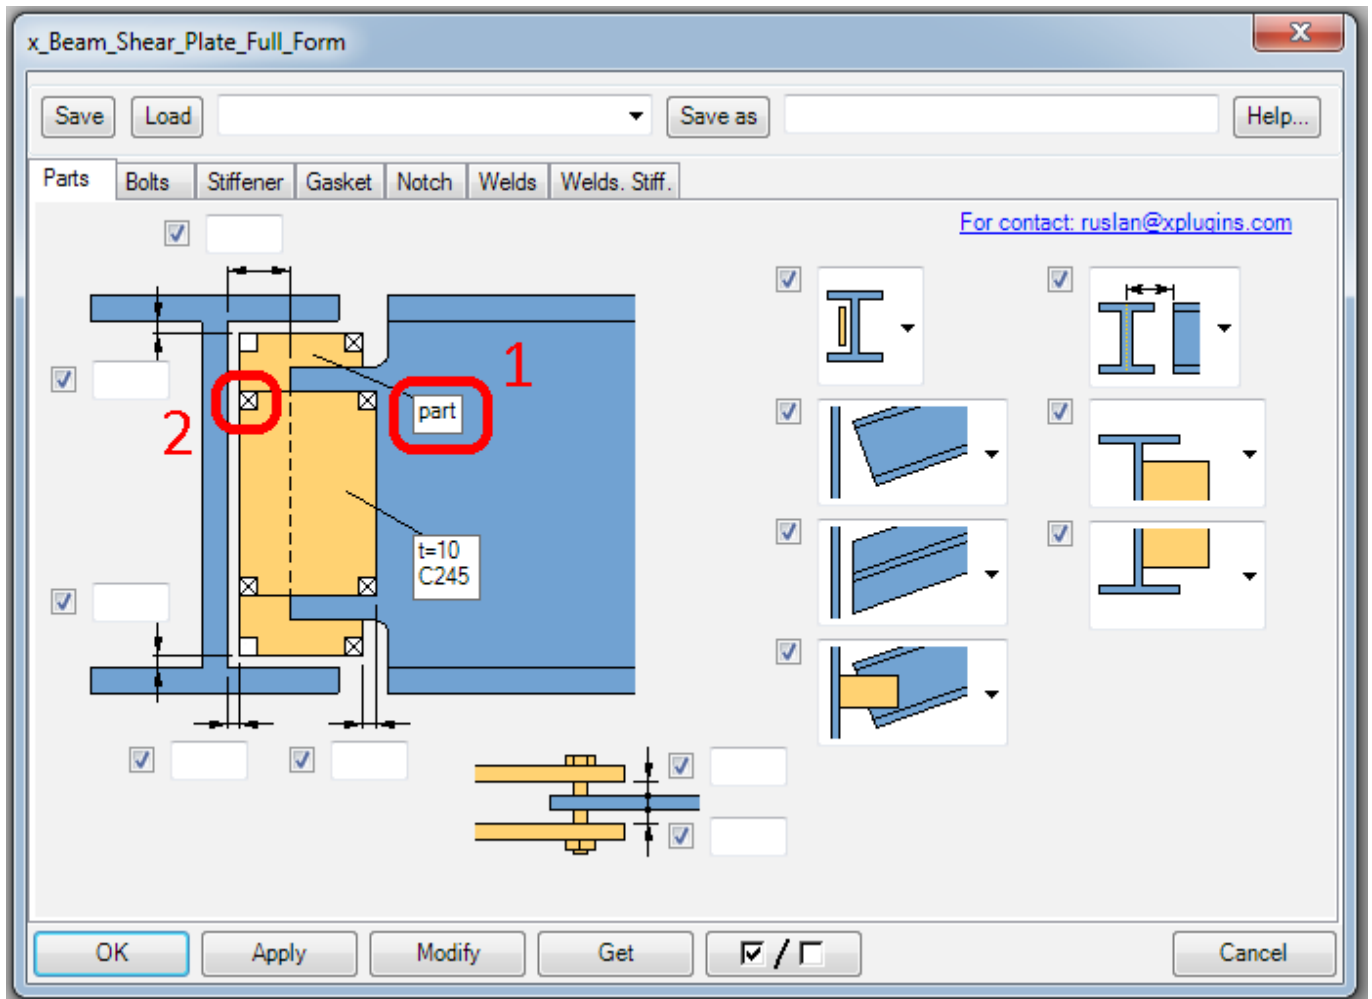 x_Beam_Shear_Plate_Full_Form
Save Load Save as Help...
Parts Bolts Stiffener Gasket Notch Welds Welds. Stiff.
For contact: ruslan@xplugins.com
1
part
2
t=10
C245
OK Apply Modify Get / Cancel